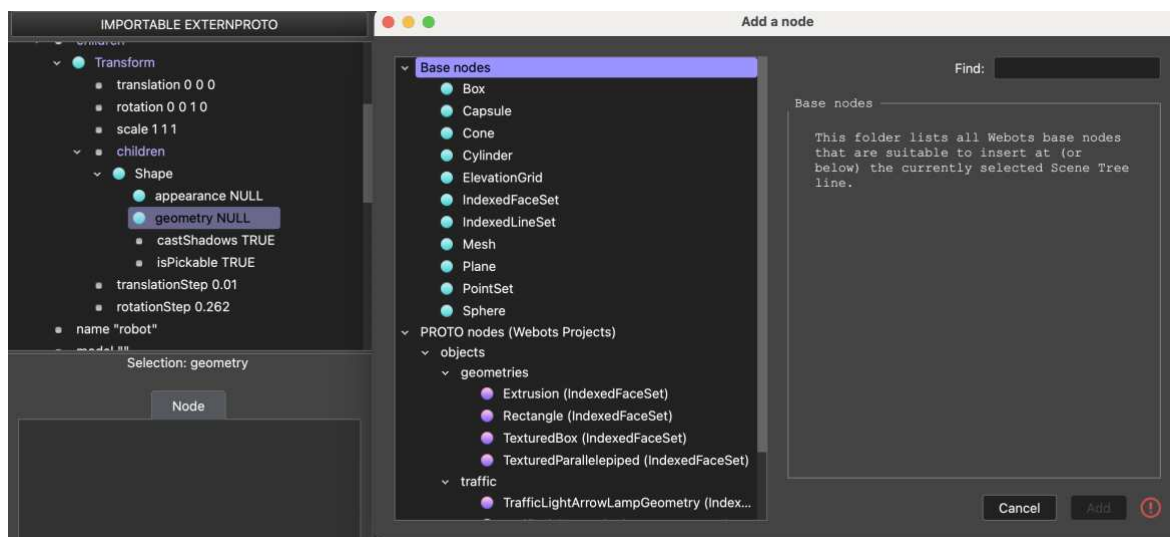 IMPORTABLE EXTERNPROTO
children
Transform
translation 0 0 0
rotation 0 0 1 0
scale 1 1 1
children
Shape
appearance NULL
geometry NULL
castShadows TRUE
isPickable TRUE
translationStep 0.01
rotationStep 0.262
name "robot"
model ""
Selection: geometry
Node
Add a node
Base nodes
Box
Capsule
Cone
Cylinder
ElevationGrid
IndexedFaceSet
IndexedLineSet
Mesh
Plane
PointSet
Sphere
PROTO nodes (Webots Projects)
objects
geometries
Extrusion (IndexedFaceSet)
Rectangle (IndexedFaceSet)
TexturedBox (IndexedFaceSet)
TexturedParallelepiped (IndexedFaceSet)
traffic
TrafficLightArrowLampGeometry (Index...
Find:
Base nodes
This folder lists all Webots base nodes
that are suitable to insert at (or
below) the currently selected Scene Tree
line.
Cancel
Add